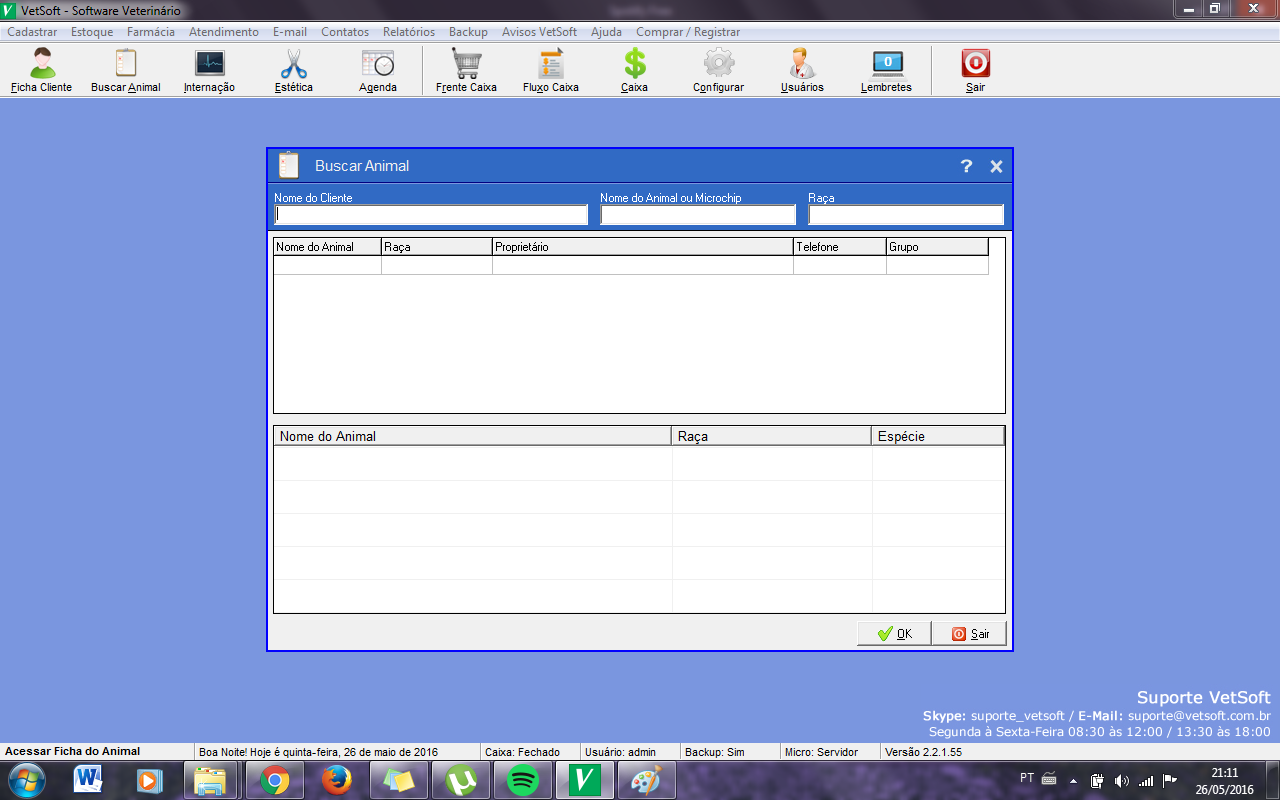 VetSoft - Software Veterinário
Cadastrar Estoque Farmácia Atendimento E-mail Contatos Relatórios Backup Avisos VetSoft Ajuda Comprar / Registrar
0
Ficha Cliente Buscar Animal Internação Estética Agenda Frente Caixa Fluxo Caixa Caixa Configurar Usuários Lembretes Sair
Buscar Animal ?
Nome do Cliente Nome do Animal ou Microchip Raça
Nome do Animal Raça Proprietário Telefone Grupo
Nome do Animal Raça Espécie
OK Sair
Suporte VetSoft
Skype: suporte_vetsoft / E-Mail: suporte@vetsoft.com.br
Segunda à Sexta-Feira 08:30 às 12:00 / 13:30 às 18:00
Acessar Ficha do Animal Boa Noite! Hoje é quinta-feira, 26 de maio de 2016 Caixa: Fechado Usuário: admin Backup: Sim Micro: Servidor Versão 2.2.1.55
PT 21:11
26/05/2016